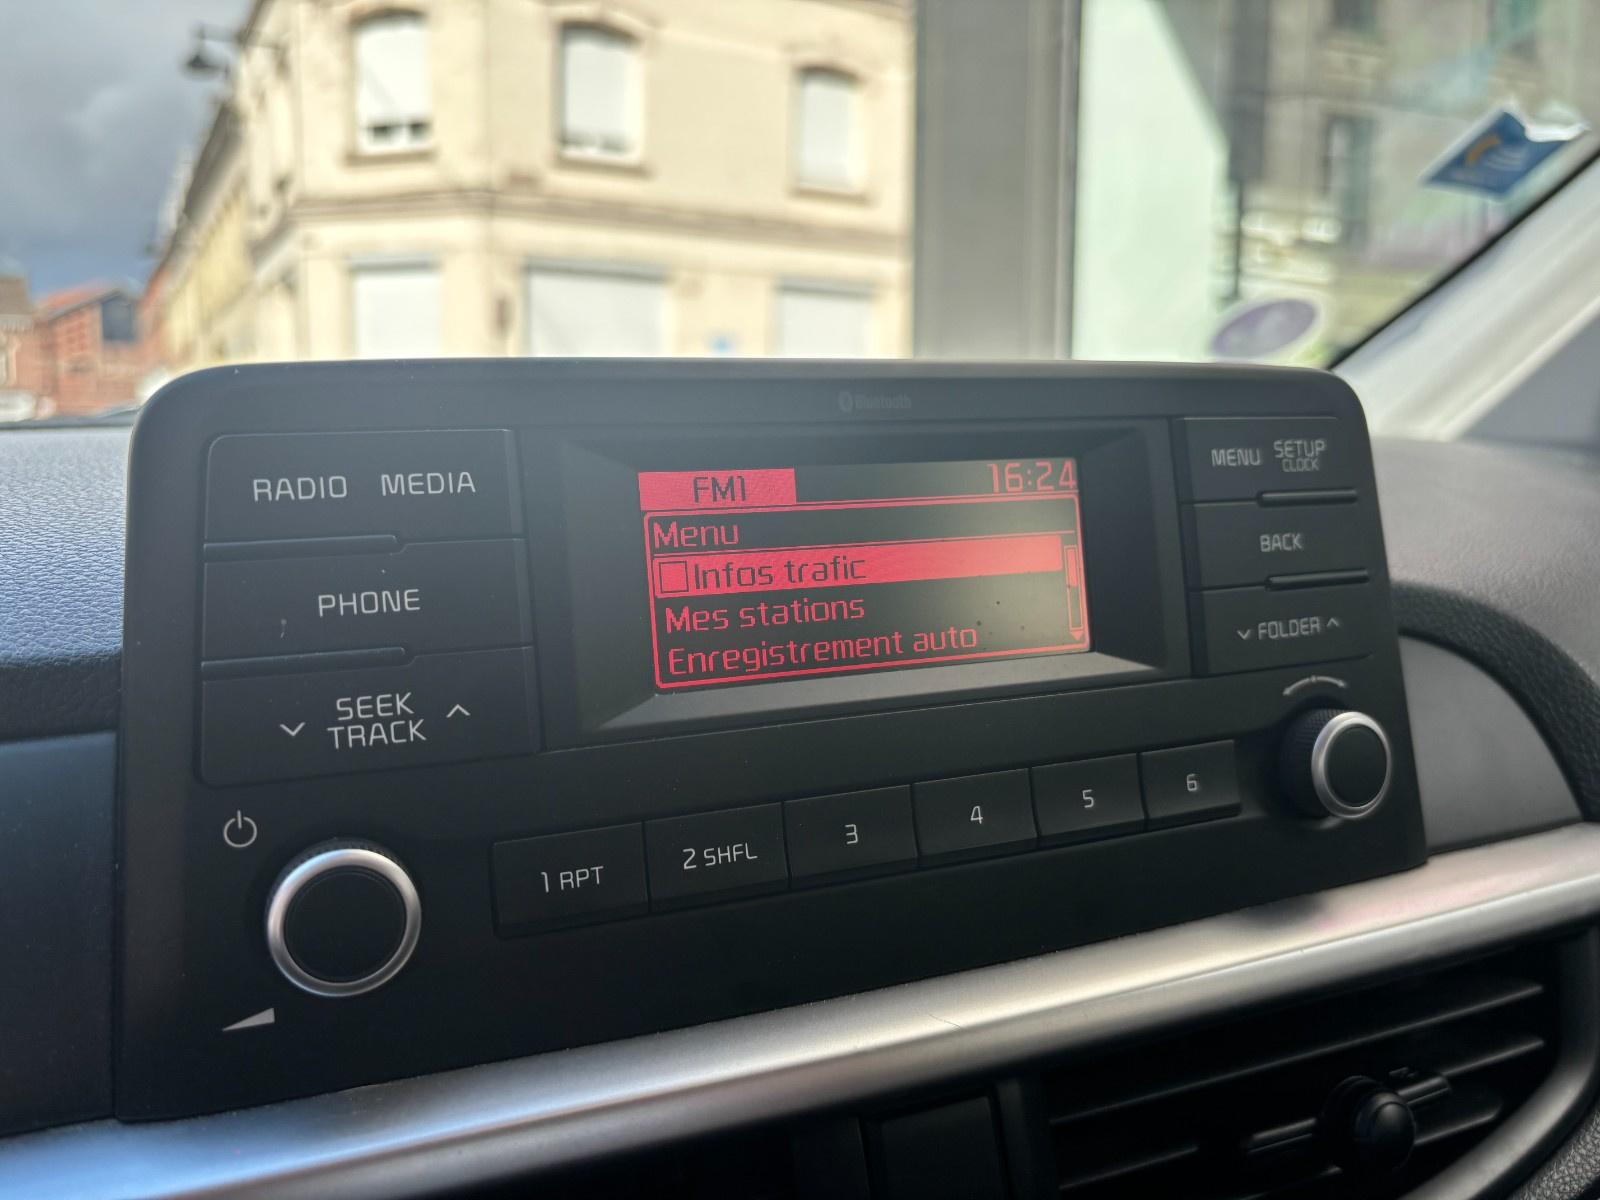 Bluetooth
RADIO MEDIA
PHONE
SEEK
TRACK
FM1 16:24
Menu
Infos trafic
Mes stations
Enregistrement auto
MENU SETUP
CLOCK
BACK
FOLDER
1 RPT
2 SHFL
3
4
5
6